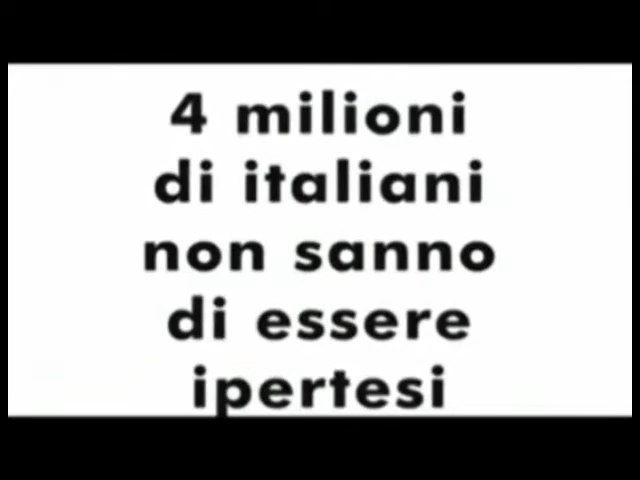 4 milioni
di italiani
non sanno
di essere
ipertesi